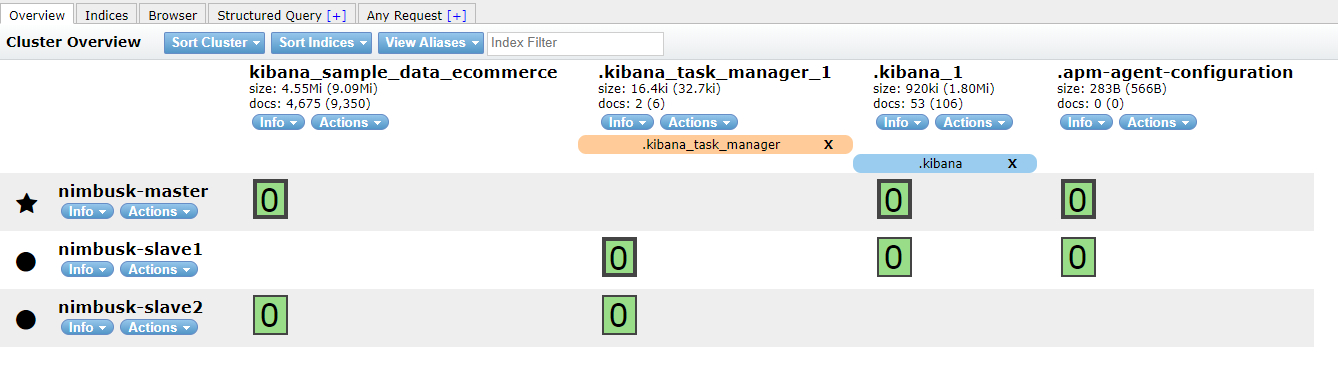 Overview Indices Browser Structured Query [+] Any Request [+]
Cluster Overview Sort Cluster Sort Indices View Aliases Index Filter
kibana_sample_data_ecommerce .kibana_task_manager_1 .kibana_1 .apm-agent-configuration
size: 4.55Mi (9.09Mi) size: 16.4ki (32.7ki) size: 920ki (1.80Mi) size: 283B (566B)
docs: 4,675 (9,350) docs: 2 (6) docs: 53 (106) docs: 0 (0)
Info Actions Info Actions Info Actions Info Actions
.kibana_task_manager X
.kibana X
nimbusk-master 0 0 0
Info Actions
nimbusk-slave1 0 0 0
Info Actions
nimbusk-slave2 0 0
Info Actions